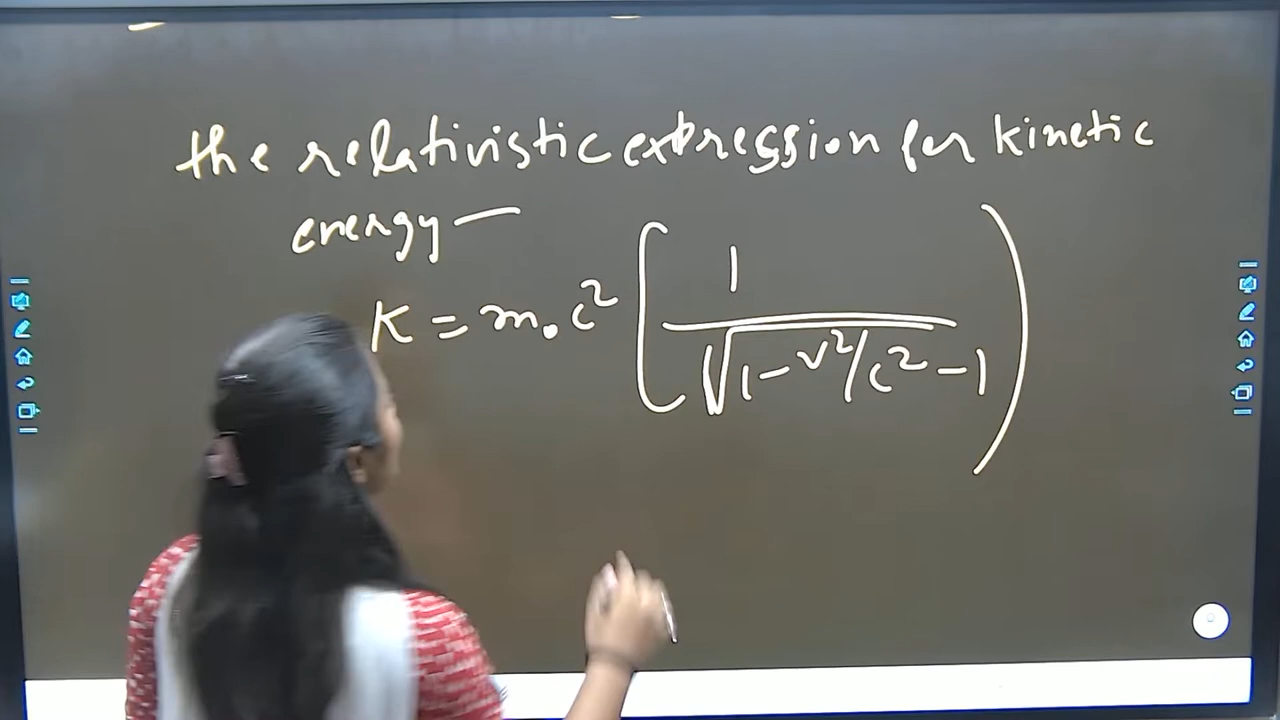 the relativistic expression for kinetic
energy —
K = m₀c² [ 1 / √1 - v²/c² - 1 )